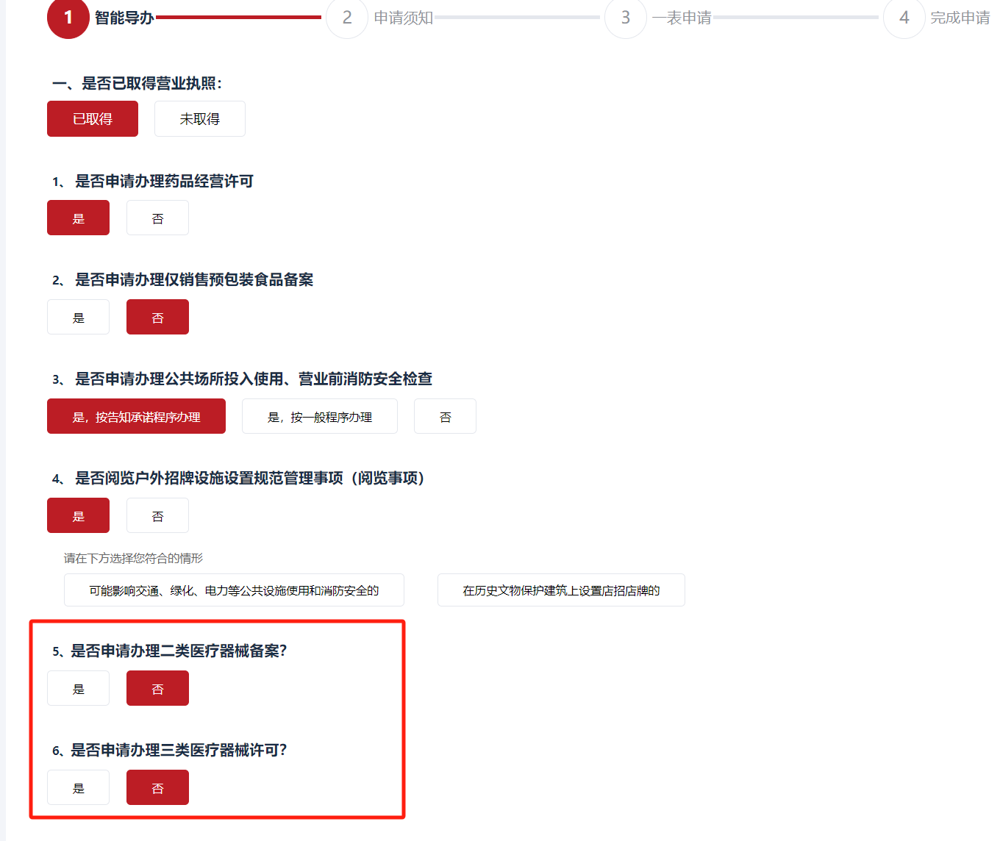 1 智能导办 2 申请须知 3 一表申请 4 完成申请
一、是否已取得营业执照：
已取得 未取得
1、 是否申请办理药品经营许可
是 否
2、 是否申请办理仅销售预包装食品备案
是 否
3、 是否申请办理公共场所投入使用、营业前消防安全检查
是，按告知承诺程序办理 是，按一般程序办理 否
4、 是否阅览户外招牌设施设置规范管理事项（阅览事项）
是 否
请在下方选择您符合的情形
可能影响交通、绿化、电力等公共设施使用和消防安全的 在历史文物保护建筑上设置店招店牌的
5、是否申请办理二类医疗器械备案？
是 否
6、是否申请办理三类医疗器械许可？
是 否